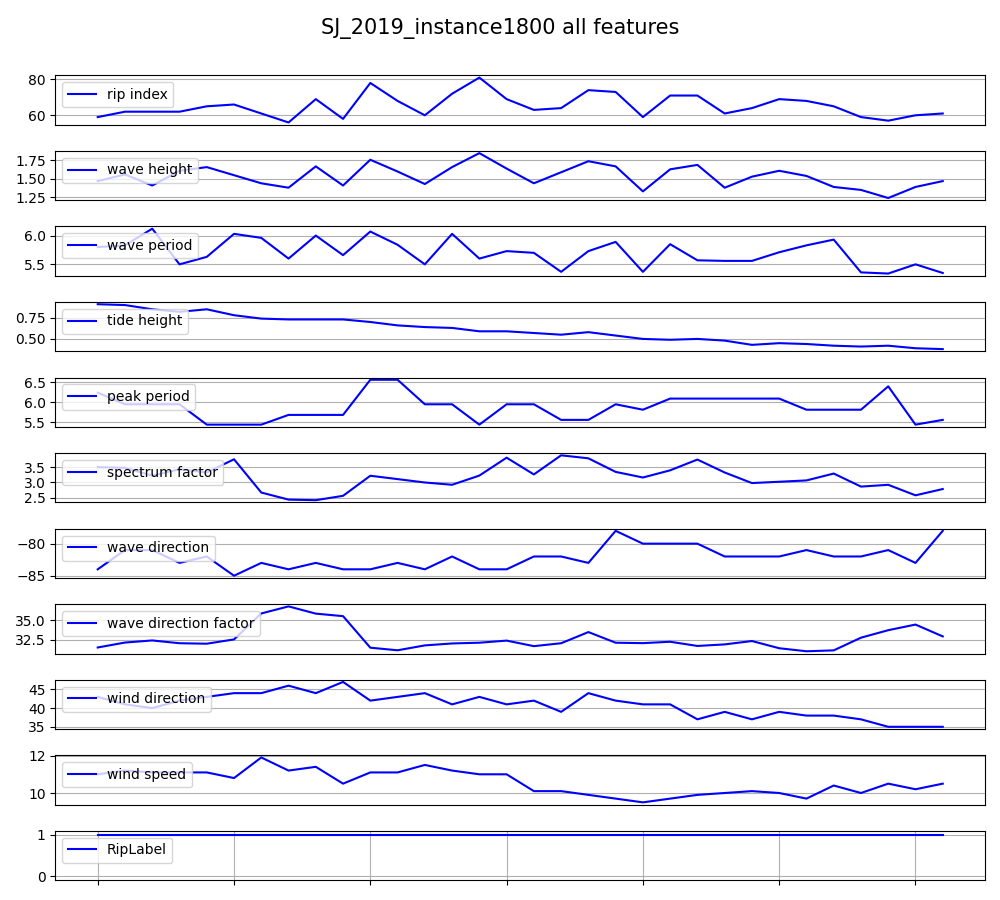 SJ_2019_instance1800 all features
80
60
rip index
1.75
1.50
1.25
wave height
6.0
5.5
wave period
0.75
0.50
tide height
6.5
6.0
5.5
peak period
3.5
3.0
2.5
spectrum factor
−80
−85
wave direction
35.0
32.5
wave direction factor
45
40
35
wind direction
12
10
wind speed
1
0
RipLabel